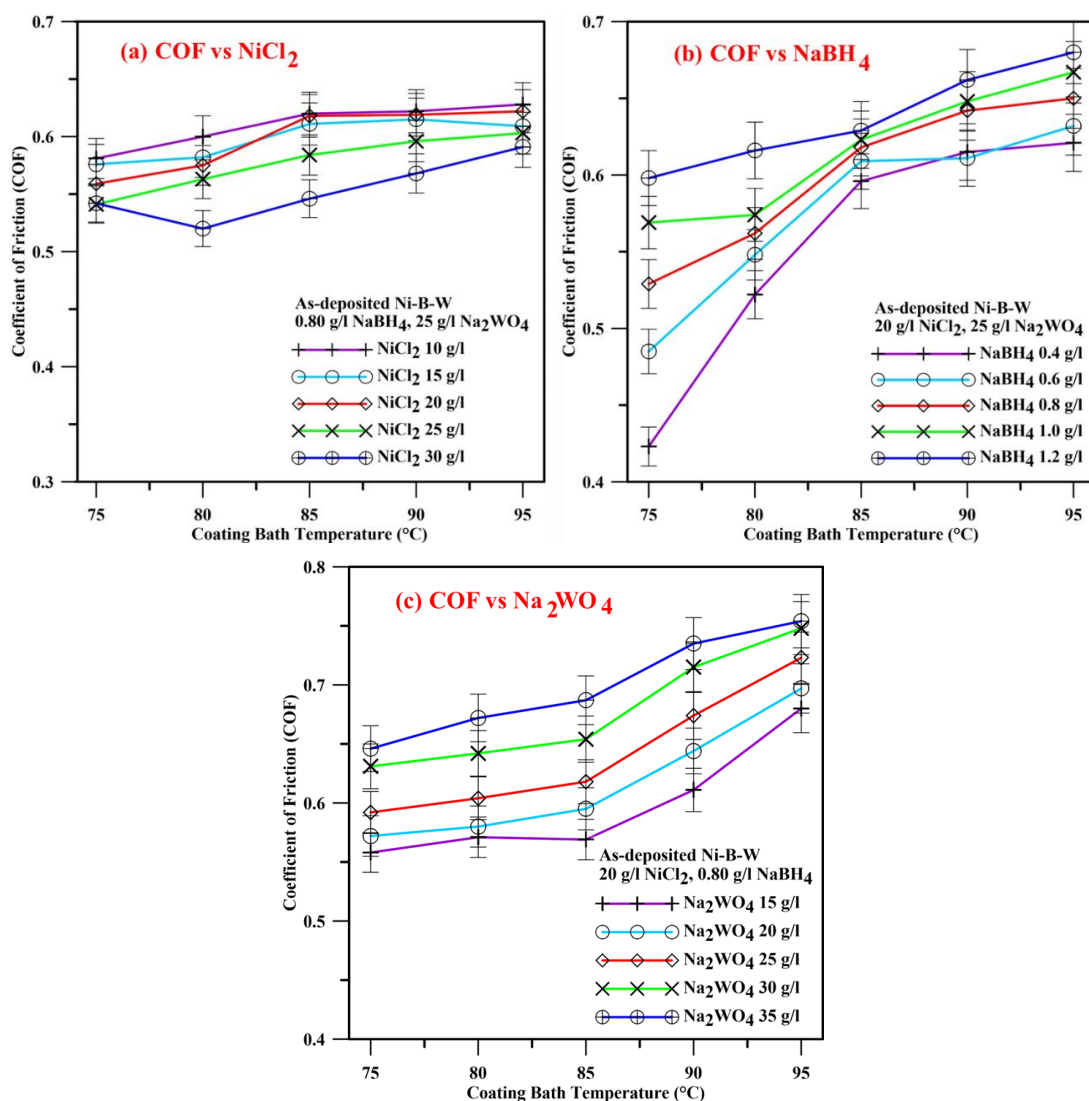 (a) COF vs NiCl2
0.7
0.6
0.5
0.4
0.3
Coefficient of Friction (COF)
As-deposited Ni-B-W
0.80 g/l NaBH4, 25 g/l Na2WO4
NiCl2 10 g/l
NiCl2 15 g/l
NiCl2 20 g/l
NiCl2 25 g/l
NiCl2 30 g/l
75 80 85 90 95
Coating Bath Temperature (°C)
(b) COF vs NaBH4
0.7
0.6
0.5
0.4
Coefficient of Friction (COF)
As-deposited Ni-B-W
20 g/l NiCl2, 25 g/l Na2WO4
NaBH4 0.4 g/l
NaBH4 0.6 g/l
NaBH4 0.8 g/l
NaBH4 1.0 g/l
NaBH4 1.2 g/l
75 80 85 90 95
Coating Bath Temperature (°C)
(c) COF vs Na2WO4
0.8
0.7
0.6
0.5
0.4
Coefficient of Friction (COF)
As-deposited Ni-B-W
20 g/l NiCl2, 0.80 g/l NaBH4
Na2WO4 15 g/l
Na2WO4 20 g/l
Na2WO4 25 g/l
Na2WO4 30 g/l
Na2WO4 35 g/l
75 80 85 90 95
Coating Bath Temperature (°C)